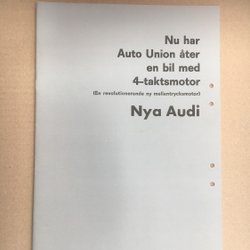 Nu har
Auto Union åter
en bil med
4-taktsmotor
(En revolutionerande ny mellantrycksmotor)
Nya Audi